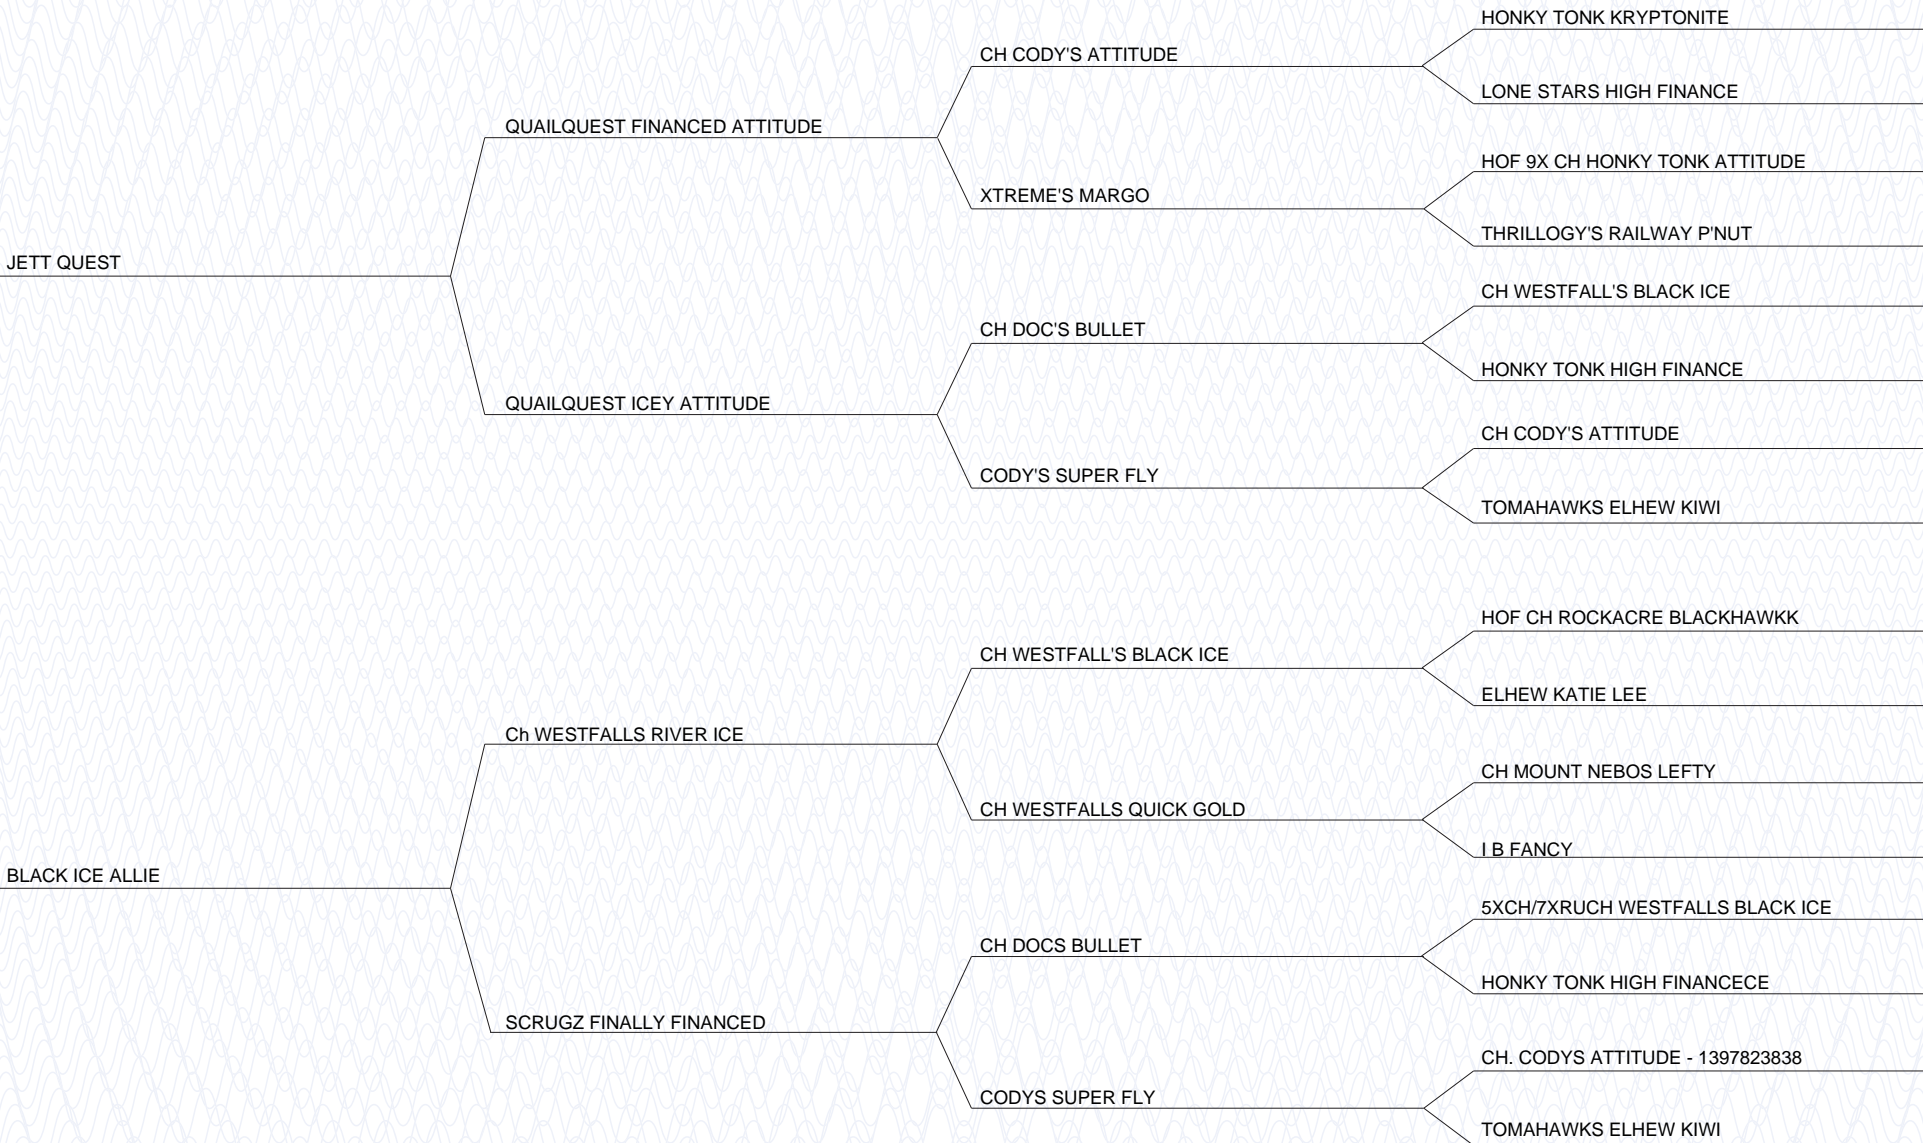 HONKY TONK KRYPTONITE
CH CODY'S ATTITUDE
LONE STARS HIGH FINANCE
QUAILQUEST FINANCED ATTITUDE
HOF 9X CH HONKY TONK ATTITUDE
XTREME'S MARGO
THRILLOGY'S RAILWAY P'NUT
JETT QUEST
CH WESTFALL'S BLACK ICE
CH DOC'S BULLET
HONKY TONK HIGH FINANCE
QUAILQUEST ICEY ATTITUDE
CH CODY'S ATTITUDE
CODY'S SUPER FLY
TOMAHAWKS ELHEW KIWI
HOF CH ROCKACRE BLACKHAWKK
CH WESTFALL'S BLACK ICE
ELHEW KATIE LEE
Ch WESTFALLS RIVER ICE
CH MOUNT NEBOS LEFTY
CH WESTFALLS QUICK GOLD
I B FANCY
BLACK ICE ALLIE
5XCH/7XRUCH WESTFALLS BLACK ICE
CH DOCS BULLET
HONKY TONK HIGH FINANCECE
SCRUGZ FINALLY FINANCED
CH. CODYS ATTITUDE - 1397823838
CODYS SUPER FLY
TOMAHAWKS ELHEW KIWI